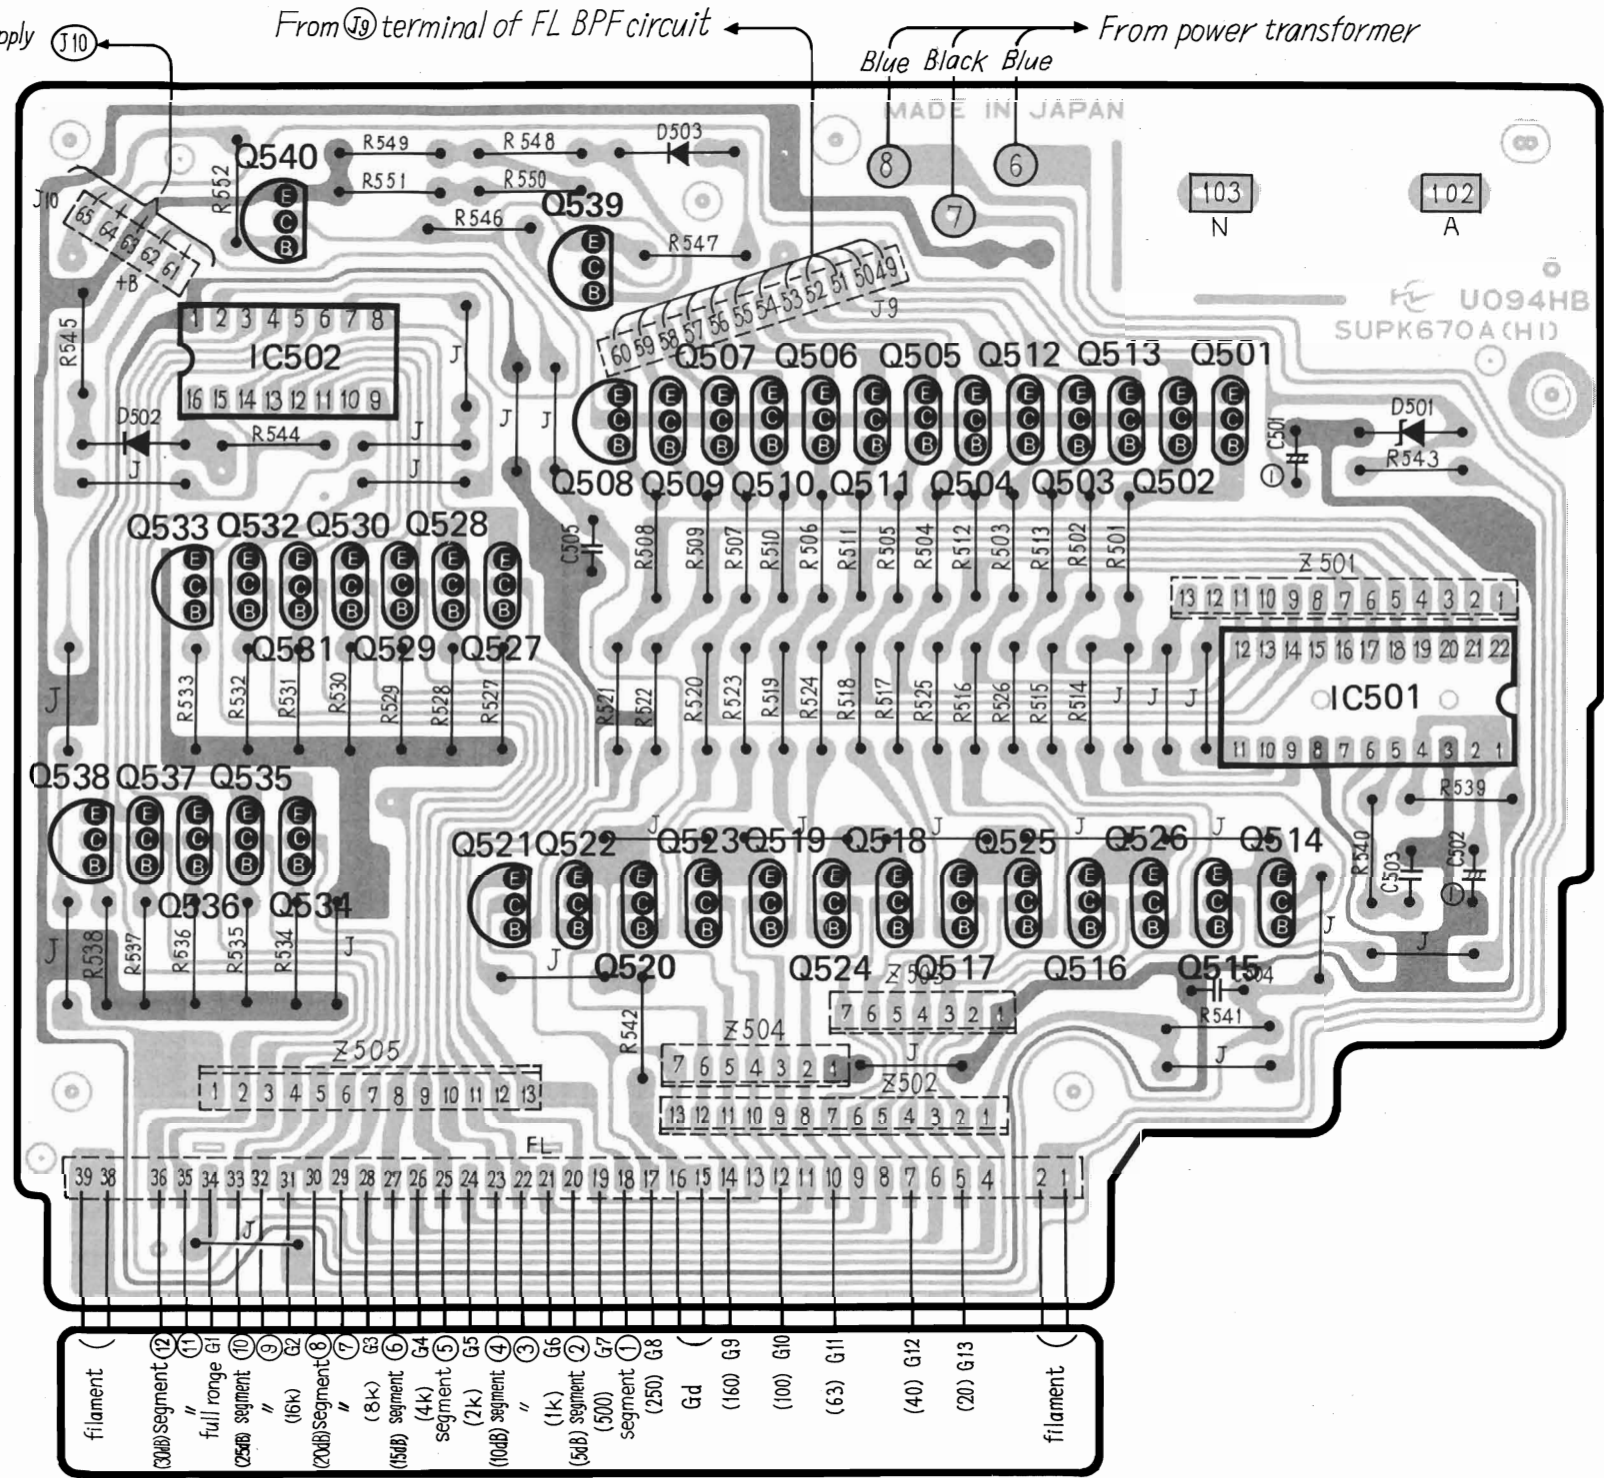 pply J10
From J9 terminal of FL BPF circuit
From power transformer
Blue Black Blue
MADE IN JAPAN
8 6 7
103 102
N A
U094HB
SUPK670A(HI)
J10
65 64 63 62 61
+B
R552
Q540
E C B
R549 R548 D503
R551 R550
R546
Q539
E C B
R547
60 59 58 57 56 55 54 53 52 51 50 49
J9
R545
1 2 3 4 5 6 7 8
IC502
16 15 14 13 12 11 10 9
J
D502
R544 J
J J
J J
Q507 Q506 Q505 Q512 Q513 Q501
E E E E E E E E E E E E E
C C C C C C C C C C C C C
B B B B B B B B B B B B B
Q508 Q509 Q510 Q511 Q504 Q503 Q502
C501
D501
R543
Q533 Q532 Q530 Q528
E E E E E E E
C C C C C C C
B B B B B B B
Q531 Q529 Q527
C505
R508 R509 R507 R510 R506 R511 R505 R504 R512 R503 R513 R502 R501
Z501
13 12 11 10 9 8 7 6 5 4 3 2 1
12 13 14 15 16 17 18 19 20 21 22
IC501
11 10 9 8 7 6 5 4 3 2 1
J
R533 R532 R531 R530 R529 R528 R527
R521 R522 R520 R523 R519 R524 R518 R517 R525 R516 R526 R515 R514 J J J
Q538 Q537 Q535
E E E E E
C C C C C
B B B B B
Q536 Q534
J R538 R537 R536 R535 R534 J
R539
R540 C503 C502
J
J J J J J
Q521 Q522 Q523 Q519 Q518 Q525 Q526 Q514
E E E E E E E E E E E E E
C C C C C C C C C C C C C
B B B B B B B B B B B B B
J
Q520 Q524 Q517 Q516 Q515
J
R542
7 6 5 4 3 2 1
R541
J
Z504
7 6 5 4 3 2 1
J
Z502
13 12 11 10 9 8 7 6 5 4 3 2 1
Z505
1 2 3 4 5 6 7 8 9 10 11 12 13
FL
39 38 36 35 34 33 32 31 30 29 28 27 26 25 24 23 22 21 20 19 18 17 16 15 14 13 12 11 10 9 8 7 6 5 4 2 1
J
filament (
(30dB) segment ⑫
〃 ⑪
full range G1
(25dB) segment ⑩
〃 ⑨
(16k) G2
(20dB) segment ⑧
〃 ⑦
(8k) G3
(15dB) segment ⑥
(4k) G4
segment ⑤
(2k) G5
(10dB) segment ④
〃 ③
(1k) G6
(5dB) segment ②
(500) G7
segment ①
(250) G8
Gd (
(160) G9
(100) G10
(63) G11
(40) G12
(20) G13
filament (